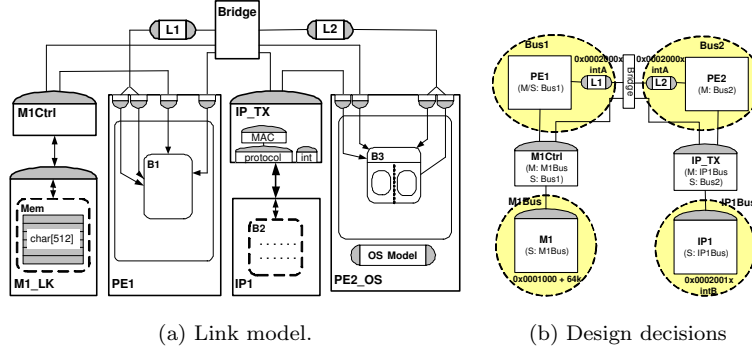 L1
Bridge
L2
M1Ctrl
IP_TX
MAC
protocol
int
B1
B3
Mem
char[512]
B2
OS Model
M1_LK
PE1
IP1
PE2_OS
(a) Link model.
Bus1
Bus2
0x0002000x
0x0002000x
intA
intA
Bridge
PE1
(M/S: Bus1)
L1
L2
PE2
(M: Bus2)
M1Ctrl
(M: M1Bus
S: Bus1)
IP_TX
(M: IP1Bus
S: Bus2)
M1Bus
IP1Bus
M1
(S: M1Bus)
IP1
(S: IP1Bus)
0x0001000 + 64k
0x0002001x
intB
(b) Design decisions